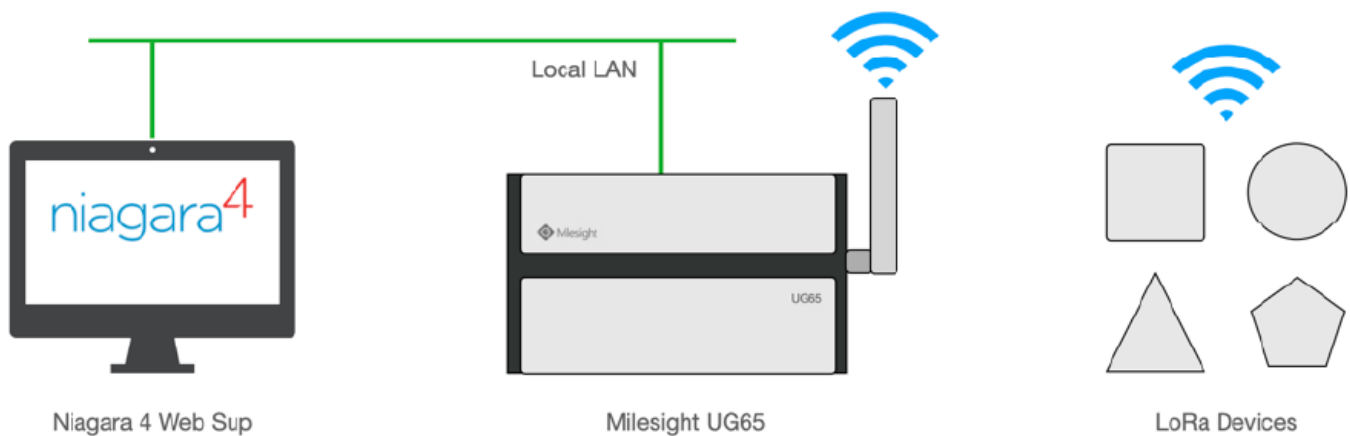 Local LAN
niagara4
Milesight
UG65
Niagara 4 Web Sup
Milesight UG65
LoRa Devices